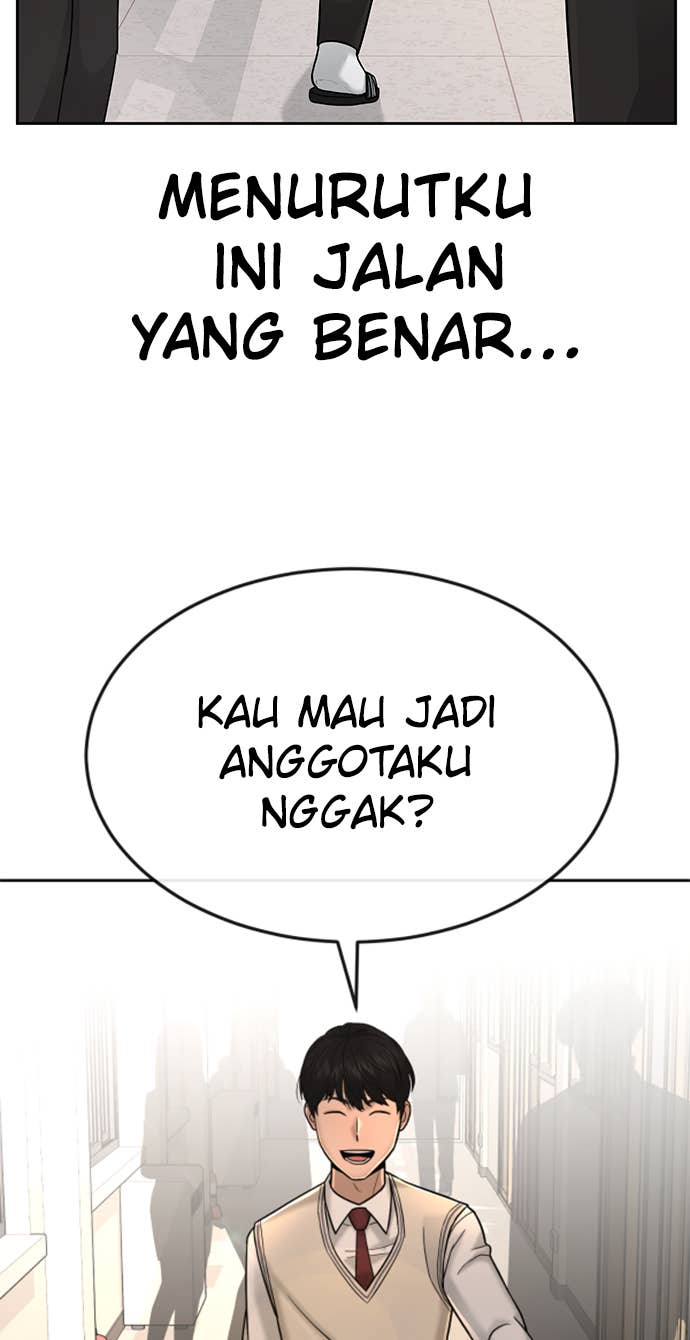 MENURUTKU
INI JALAN
YANG BENAR...
KAU MAU JADI
ANGGOTAKU
NGGAK?